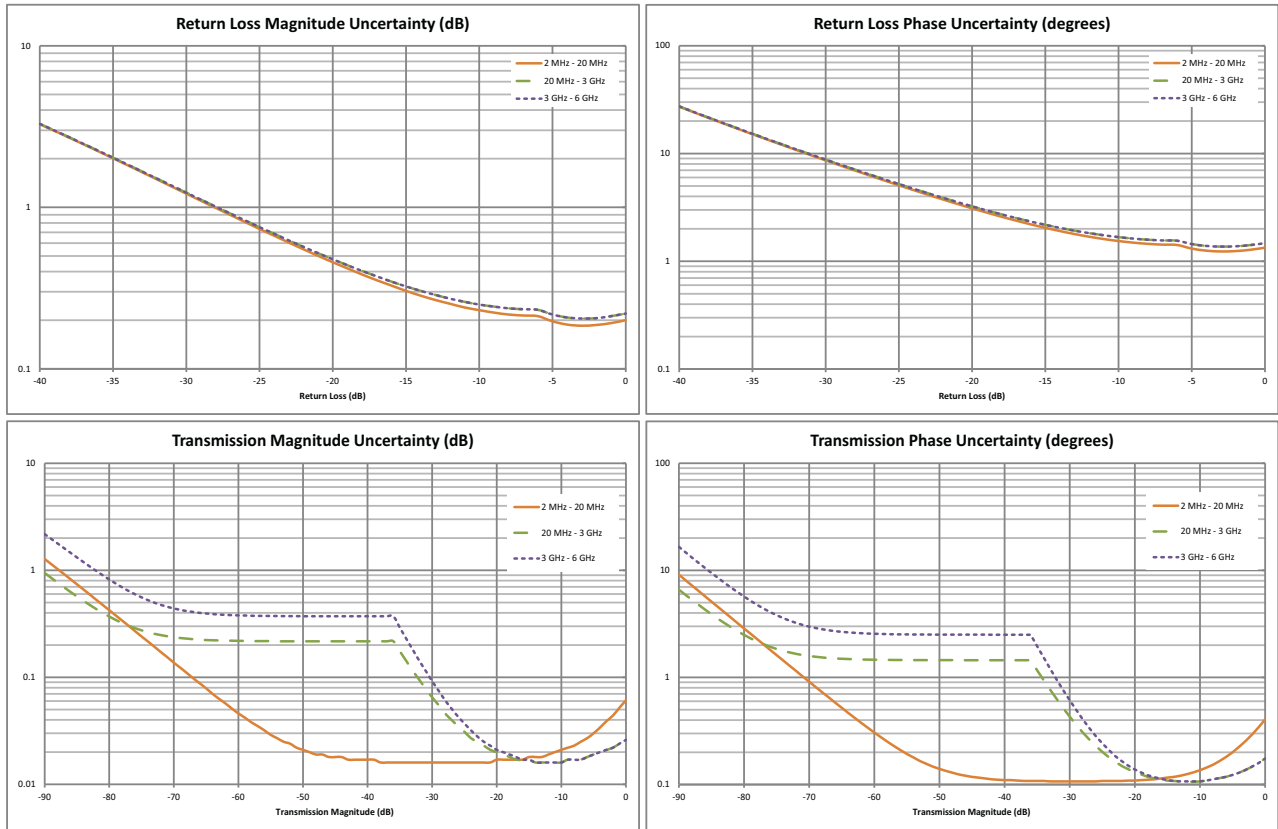 Return Loss Magnitude Uncertainty (dB)
10
1
0.1
2 MHz - 20 MHz
20 MHz - 3 GHz
3 GHz - 6 GHz
-40 -35 -30 -25 -20 -15 -10 -5 0
Return Loss (dB)
Return Loss Phase Uncertainty (degrees)
100
10
1
0.1
2 MHz - 20 MHz
20 MHz - 3 GHz
3 GHz - 6 GHz
-40 -35 -30 -25 -20 -15 -10 -5 0
Return Loss (dB)
Transmission Magnitude Uncertainty (dB)
10
1
0.1
0.01
2 MHz - 20 MHz
20 MHz - 3 GHz
3 GHz - 6 GHz
-90 -80 -70 -60 -50 -40 -30 -20 -10 0
Transmission Magnitude (dB)
Transmission Phase Uncertainty (degrees)
100
10
1
0.1
2 MHz - 20 MHz
20 MHz - 3 GHz
3 GHz - 6 GHz
-90 -80 -70 -60 -50 -40 -30 -20 -10 0
Transmission Magnitude (dB)